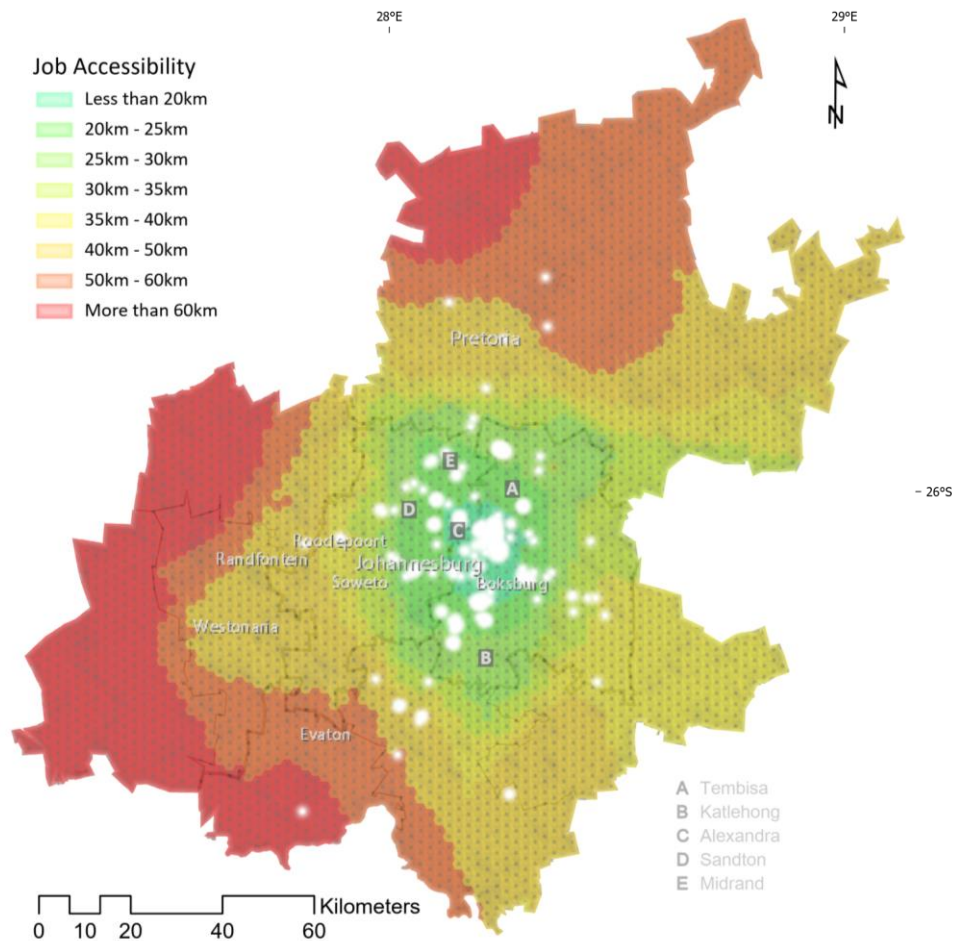 28°E
29°E
Job Accessibility
Less than 20km
20km - 25km
25km - 30km
30km - 35km
35km - 40km
40km - 50km
50km - 60km
More than 60km
N
Pretoria
E
A
26°S
D
C
Roodepoort
Randfontein
Johannesburg
Soweto
Boksburg
Westonaria
B
Evaton
A Tembisa
B Katlehong
C Alexandra
D Sandton
E Midrand
Kilometers
0 10 20 40 60